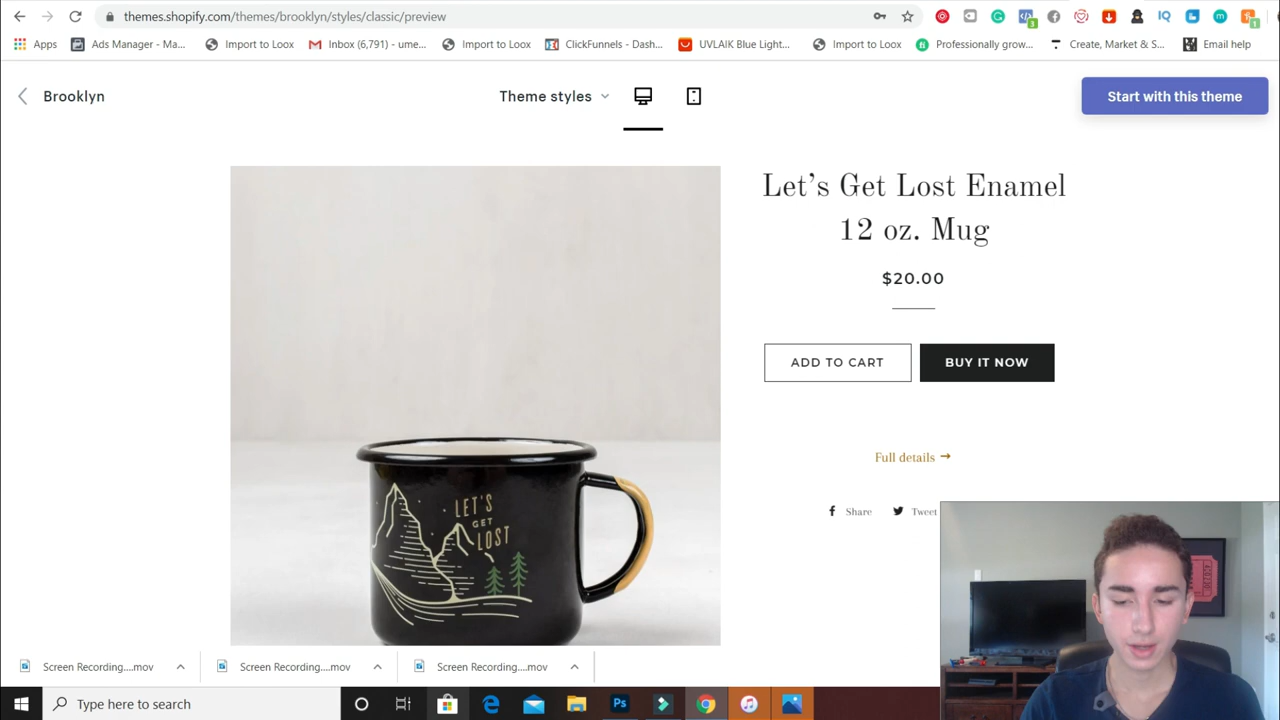 themes.shopify.com/themes/brooklyn/styles/classic/preview
Apps Ads Manager - Ma... Import to Loox Inbox (6,791) - ume... Import to Loox ClickFunnels - Dash... UVLAIK Blue Light... Import to Loox Professionally grow... Create, Market & S... Email help
Brooklyn Theme styles Start with this theme
Let's Get Lost Enamel
12 oz. Mug
$20.00
ADD TO CART BUY IT NOW
Full details →
Share Tweet
LET'S
GET
LOST
Screen Recording....mov Screen Recording....mov Screen Recording....mov
Type here to search